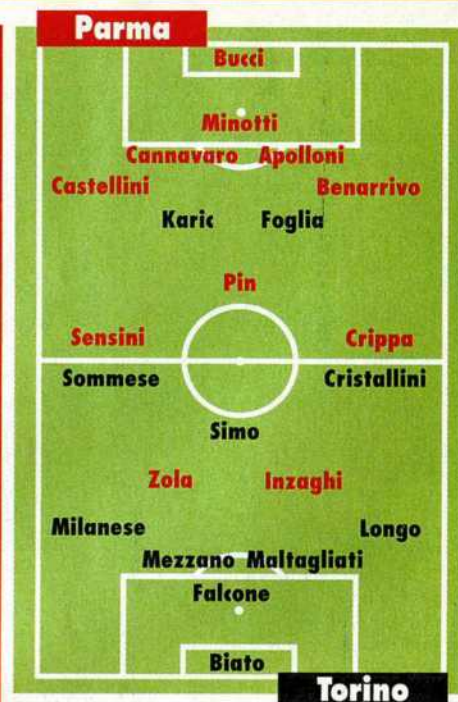 Parma
Bucci
Minotti
Cannavaro Apolloni
Castellini Benarrivo
Karic Foglia
Pin
Sensini Crippa
Sommese Cristallini
Simo
Zola Inzaghi
Milanese Longo
Mezzano Maltagliati
Falcone
Biato
Torino